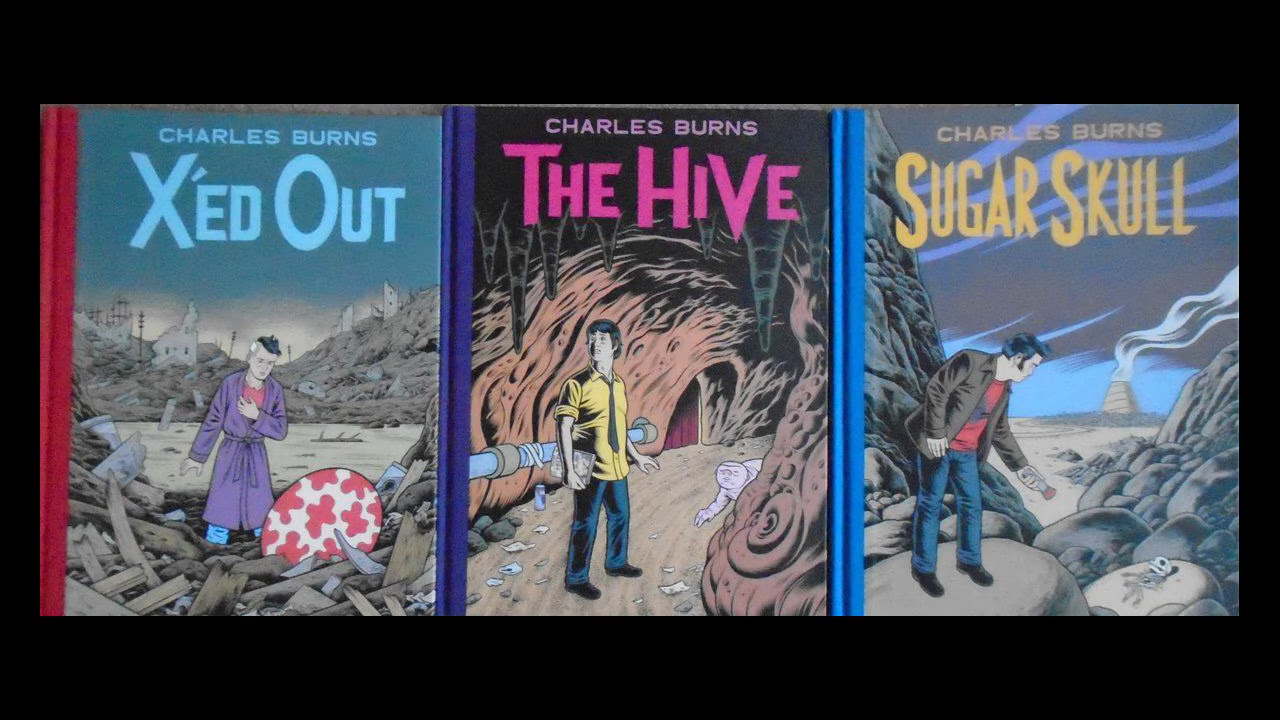 CHARLES BURNS
X'ED OUT
CHARLES BURNS
THE HIVE
CHARLES BURNS
SUGAR SKULL